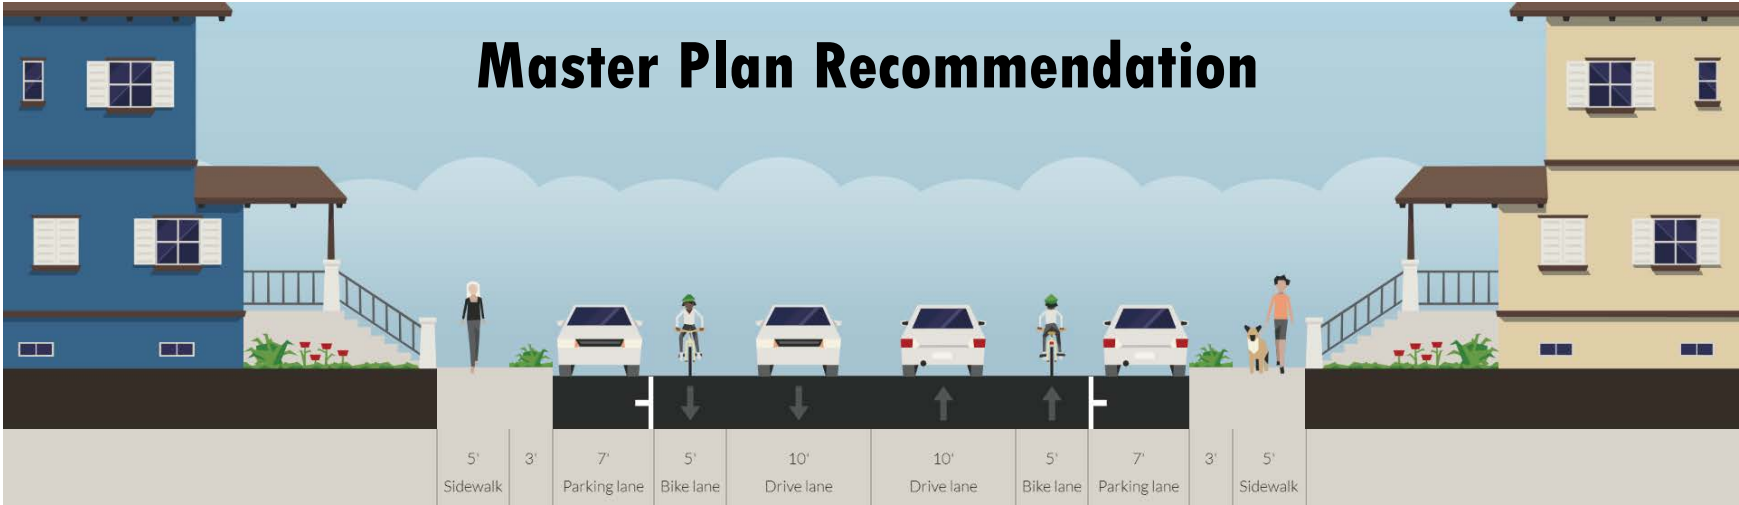 Master Plan Recommendation
5' 3' 7' 5' 10' 10' 5' 7' 3' 5'
Sidewalk Parking lane Bike lane Drive lane Drive lane Bike lane Parking lane Sidewalk